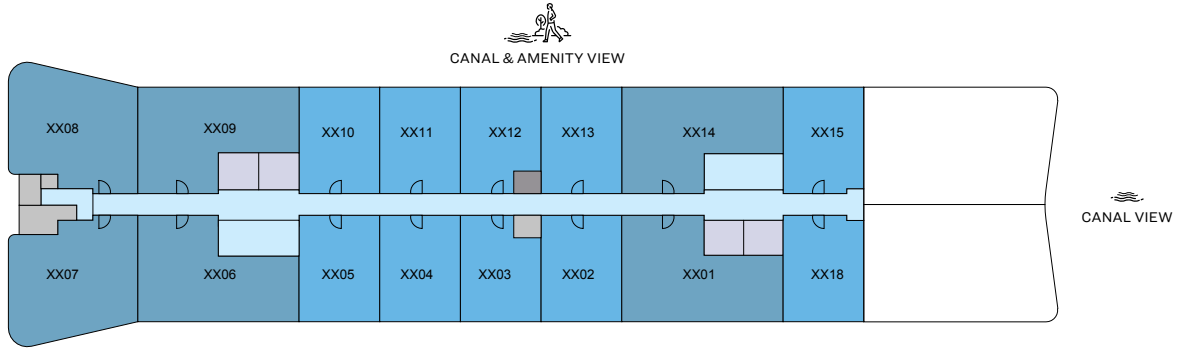 CANAL & AMENITY VIEW
XX08
XX09
XX10
XX11
XX12
XX13
XX14
XX15
CANAL VIEW
XX07
XX06
XX05
XX04
XX03
XX02
XX01
XX18